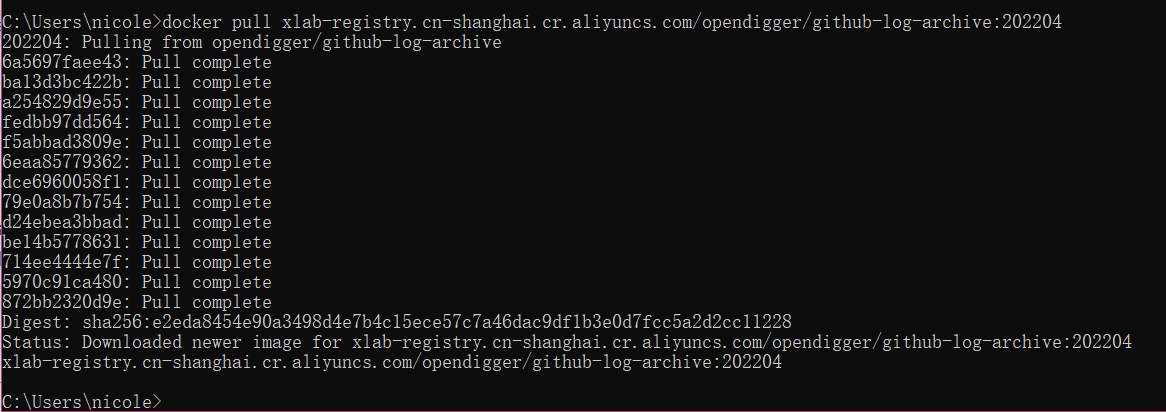 C:\Users\nicole>docker pull xlab-registry.cn-shanghai.cr.aliyuncs.com/opendigger/github-log-archive:202204
202204: Pulling from opendigger/github-log-archive
6a5697faee43: Pull complete
ba13d3bc422b: Pull complete
a254829d9e55: Pull complete
fedbb97dd564: Pull complete
f5abbad3809e: Pull complete
6eaa85779362: Pull complete
dce6960058f1: Pull complete
79e0a8b7b754: Pull complete
d24ebea3bbad: Pull complete
be14b5778631: Pull complete
714ee4444e7f: Pull complete
5970c91ca480: Pull complete
872bb2320d9e: Pull complete
Digest: sha256:e2eda8454e90a3498d4e7b4c15ece57c7a46dac9df1b3e0d7fcc5a2d2cc11228
Status: Downloaded newer image for xlab-registry.cn-shanghai.cr.aliyuncs.com/opendigger/github-log-archive:202204
xlab-registry.cn-shanghai.cr.aliyuncs.com/opendigger/github-log-archive:202204
C:\Users\nicole>